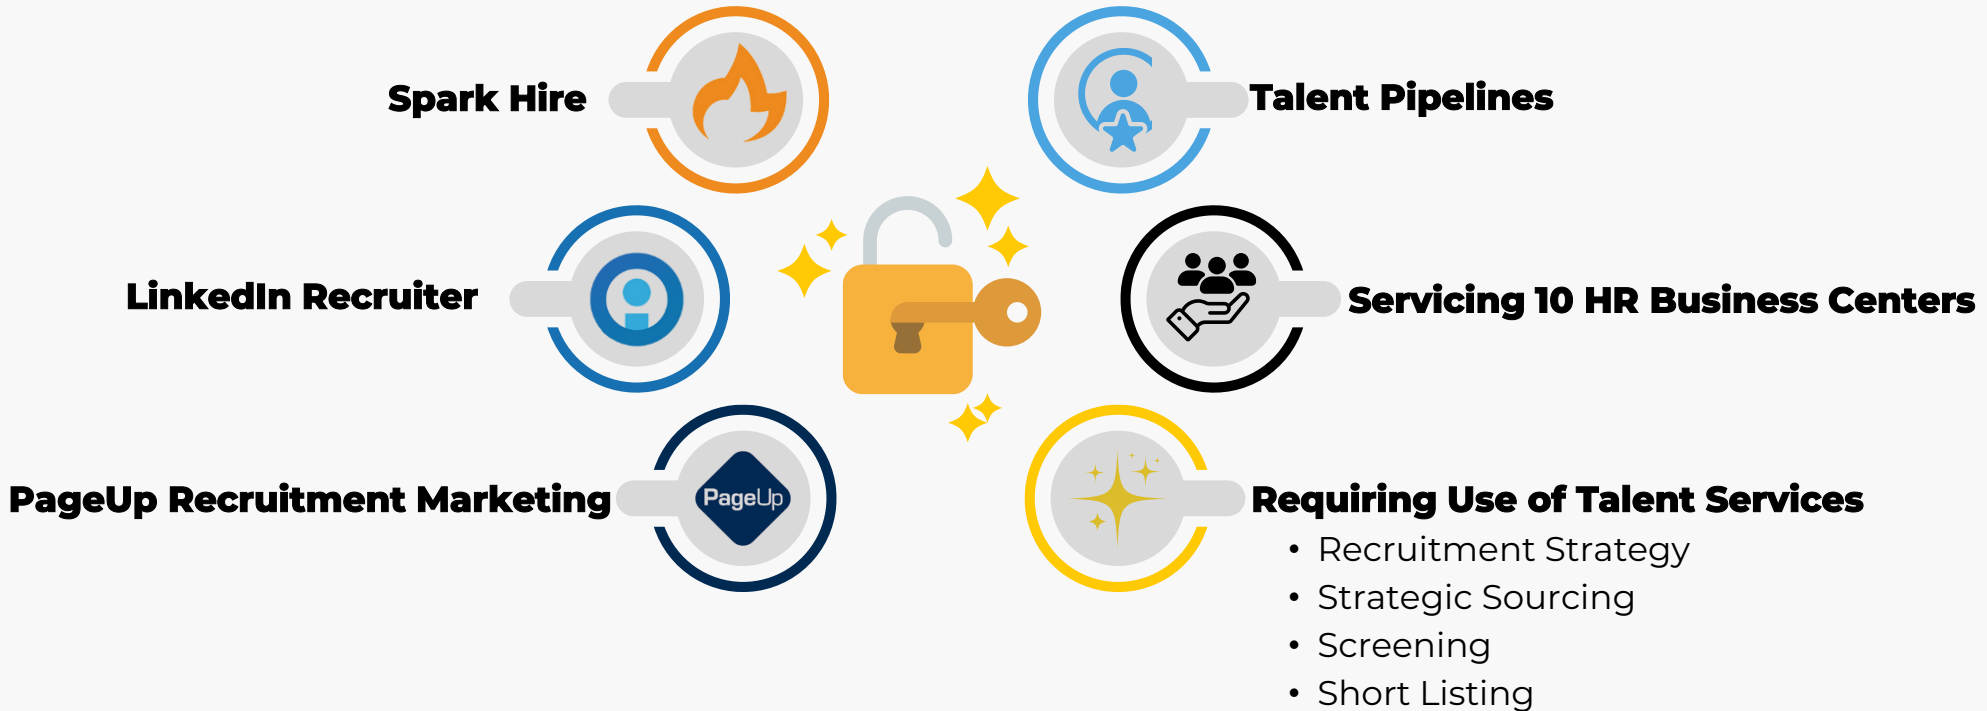 Spark Hire
Talent Pipelines
LinkedIn Recruiter
Servicing 10 HR Business Centers
PageUp Recruitment Marketing
PageUp
Requiring Use of Talent Services
• Recruitment Strategy
• Strategic Sourcing
• Screening
• Short Listing